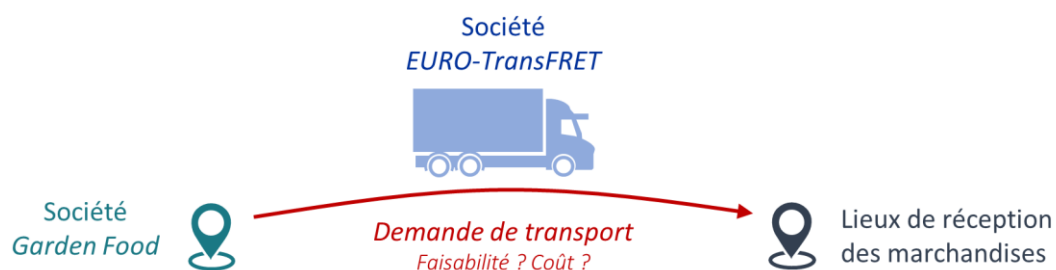 Société
EURO-TransFRET
Société
Garden Food
Demande de transport
Faisabilité ? Coût ?
Lieux de réception
des marchandises